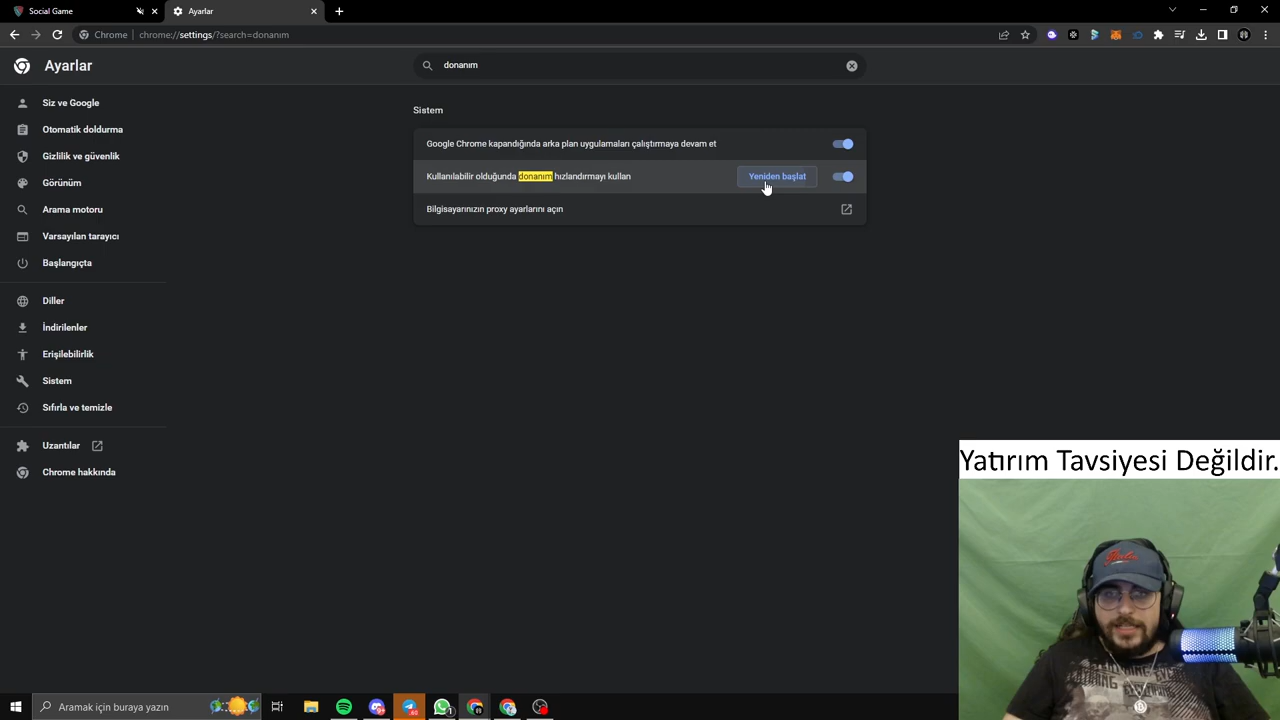 Social Game
Ayarlar
Chrome
chrome://settings/?search=donanım
Ayarlar
donanım
Siz ve Google
Otomatik doldurma
Gizlilik ve güvenlik
Görünüm
Arama motoru
Varsayılan tarayıcı
Başlangıçta
Diller
İndirilenler
Erişilebilirlik
Sistem
Sıfırla ve temizle
Uzantılar
Chrome hakkında
Sistem
Google Chrome kapandığında arka plan uygulamaları çalıştırmaya devam et
Kullanılabilir olduğunda donanım hızlandırmayı kullan
Yeniden başlat
Bilgisayarınızın proxy ayarlarını açın
Yatırım Tavsiyesi Değildir.
Aramak için buraya yazın